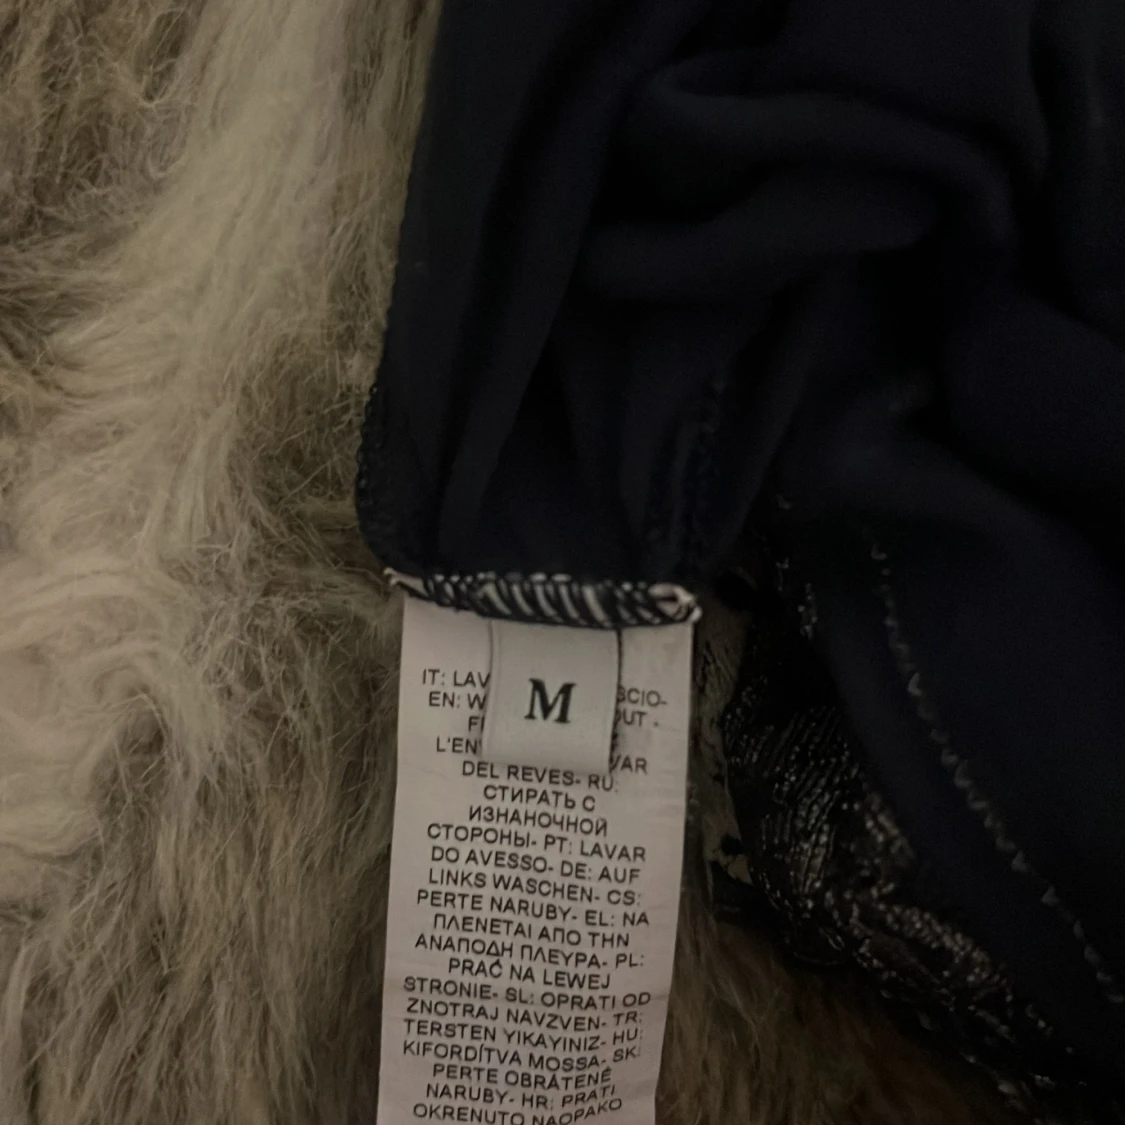 M
IT: LAV SCIO-
EN: W OUT -
L'EN VAR
DEL REVES- RU:
СТИРАТЬ С
ИЗНАНОЧНОЙ
СТОРОНЫ- PT: LAVAR
DO AVESSO- DE: AUF
LINKS WASCHEN- CS:
PERTE NARUBY- EL: NA
ΠΛΕΝΕΤΑΙ ΑΠΟ ΤΗΝ
ΑΝΑΠΟΔΗ ΠΛΕΥΡΑ- PL:
PRAĆ NA LEWEJ
STRONIE- SL: OPRATI OD
ZNOTRAJ NAVZVEN- TR:
TERSTEN YIKAYINIZ- HU:
KIFORDÍTVA MOSSA- SK:
PERTE OBRÁTENÉ
NARUBY- HR: PRATI
OKRENUTO NAOPAKO